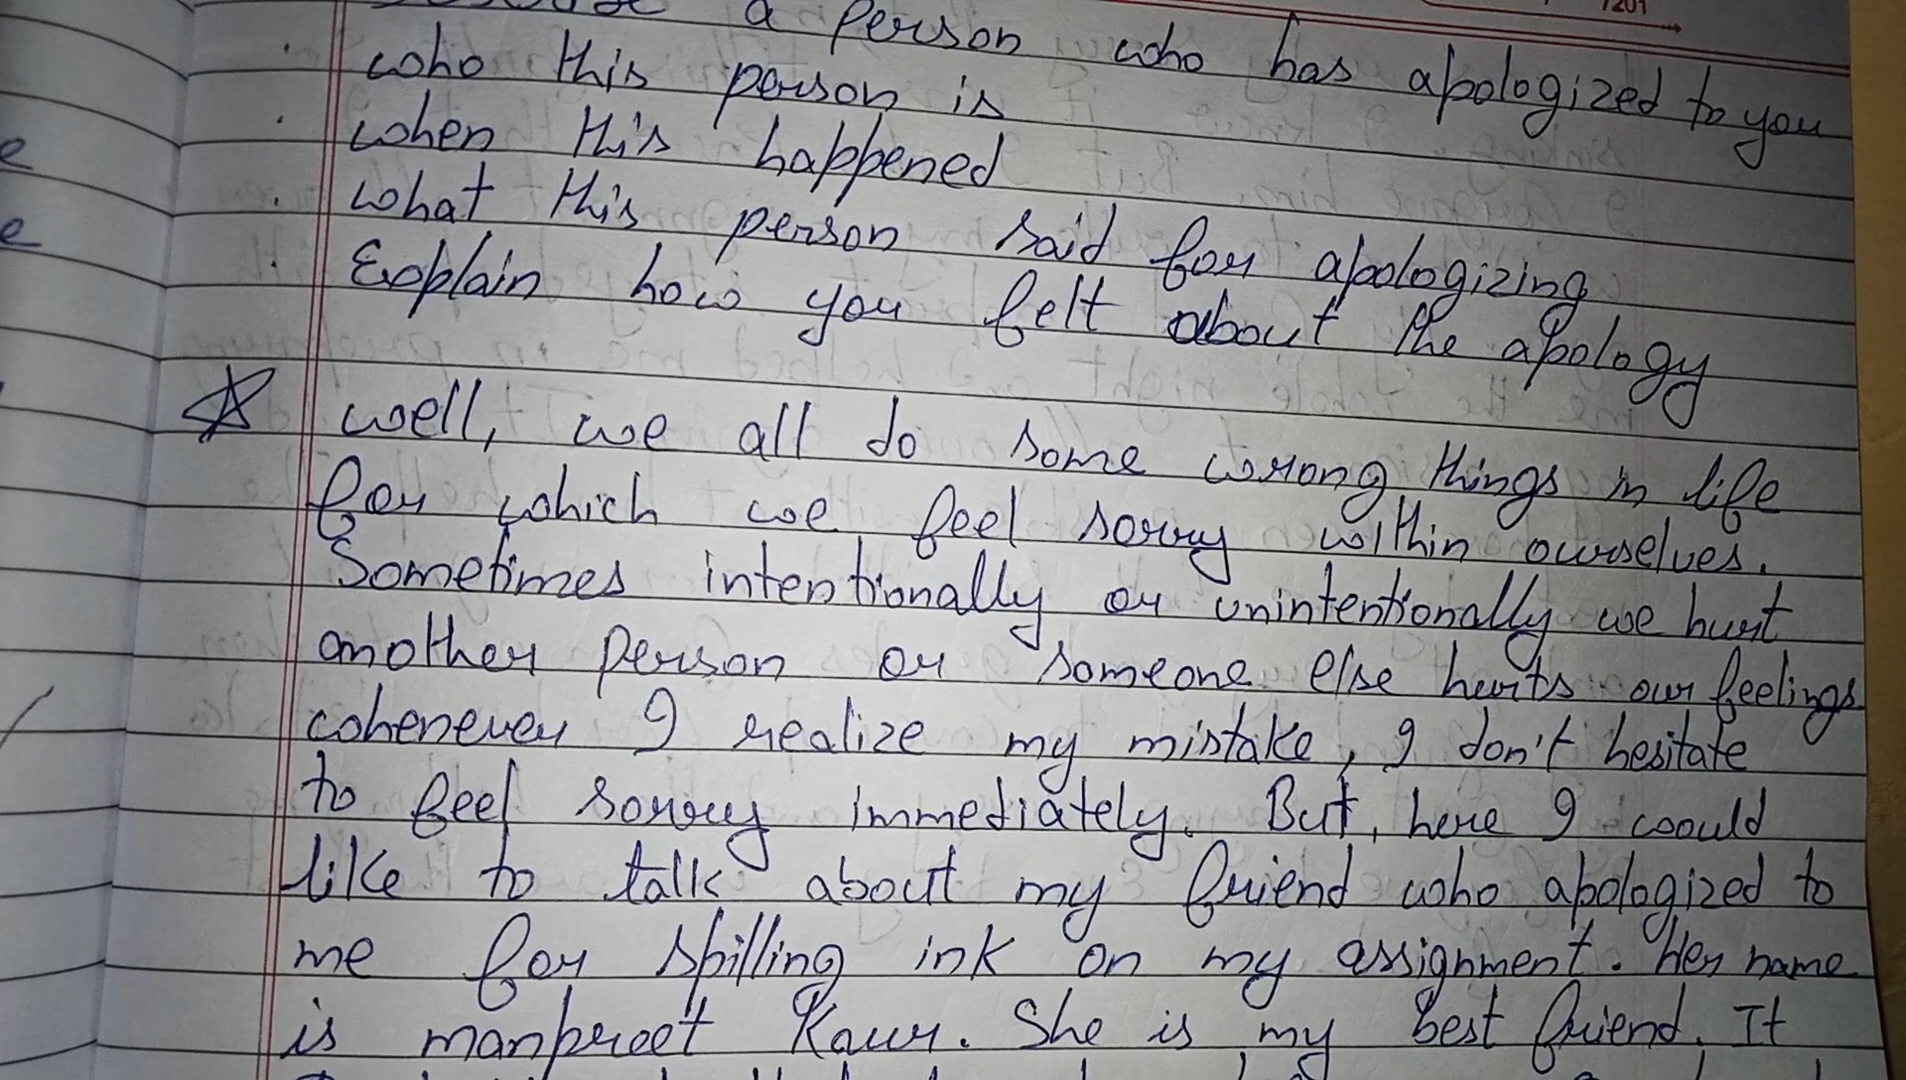 a person who has apologized to you
who this person is
when this happened
what this person said for apologizing
Explain how you felt about the apology
well, we all do some wrong things in life
for which we feel sorry within ourselves.
Sometimes intentionally or unintentionally we hurt
another person or someone else hurts our feelings
whenever I realize my mistake, I don't hesitate
to feel sorry immediately. But, here I would
like to talk about my friend who apologized to
me for spilling ink on my assignment. Her name
is manpreet Kaur. She is my best friend. It